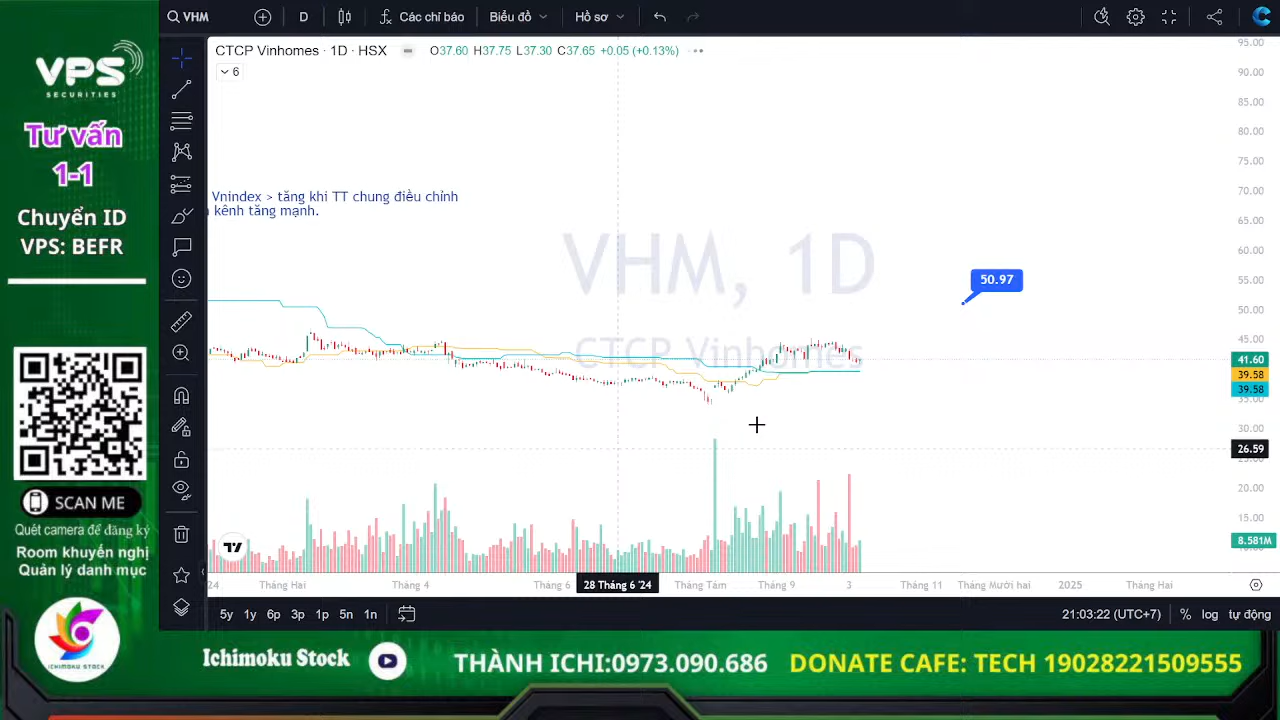 VHM
D
Các chỉ báo
Biểu đồ
Hồ sơ
VPS
SECURITIES
Tư vấn
1-1
Chuyển ID
VPS: BEFR
SCAN ME
Quét camera để đăng ký
Room khuyến nghị
Quản lý danh mục
ICHIMOKU STOCK
CTCP Vinhomes · 1D · HSX
O37.60 H37.75 L37.30 C37.65 +0.05 (+0.13%)
6
Vnindex > tăng khi TT chung điều chỉnh
kênh tăng mạnh.
VHM, 1D
CTCP Vinhomes
50.97
95.00
90.00
85.00
80.00
75.00
70.00
65.00
60.00
55.00
50.00
45.00
41.60
39.58
39.58
35.00
30.00
26.59
25.00
20.00
15.00
8.581M
24
Tháng Hai
Tháng 4
Tháng 6
28 Tháng 6 '24
Tháng Tám
Tháng 9
3
Tháng 11
Tháng Mười hai
2025
Tháng Hai
5y 1y 6p 3p 1p 5n 1n
21:03:22 (UTC+7)
% log tự động
Ichimoku Stock
THÀNH ICHI:0973.090.686
DONATE CAFE: TECH 19028221509555